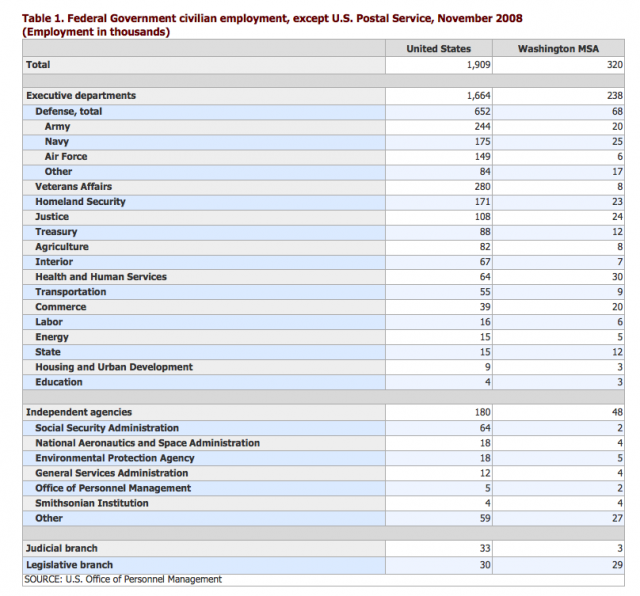 Table 1. Federal Government civilian employment, except U.S. Postal Service, November 2008
(Employment in thousands)
United States Washington MSA
Total 1,909 320
Executive departments 1,664 238
Defense, total 652 68
Army 244 20
Navy 175 25
Air Force 149 6
Other 84 17
Veterans Affairs 280 8
Homeland Security 171 23
Justice 108 24
Treasury 88 12
Agriculture 82 8
Interior 67 7
Health and Human Services 64 30
Transportation 55 9
Commerce 39 20
Labor 16 6
Energy 15 5
State 15 12
Housing and Urban Development 9 3
Education 4 3
Independent agencies 180 48
Social Security Administration 64 2
National Aeronautics and Space Administration 18 4
Environmental Protection Agency 18 5
General Services Administration 12 4
Office of Personnel Management 5 2
Smithsonian Institution 4 4
Other 59 27
Judicial branch 33 3
Legislative branch 30 29
SOURCE: U.S. Office of Personnel Management